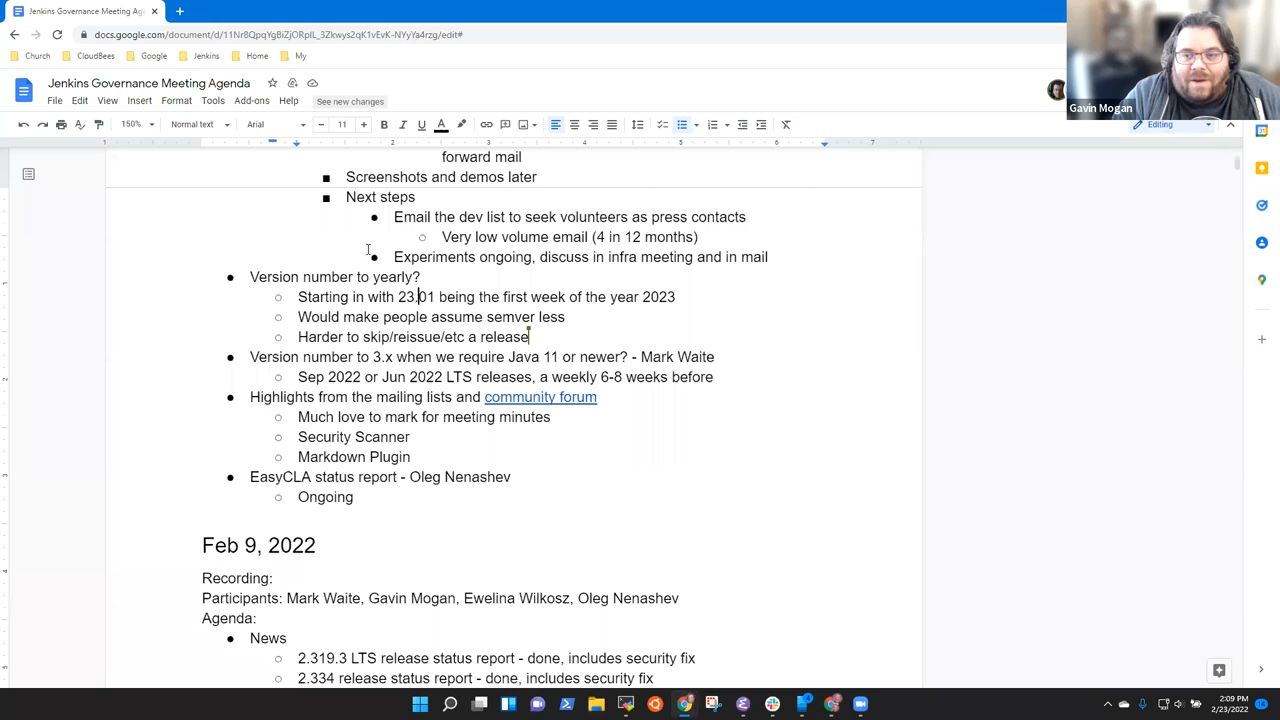 Jenkins Governance Meeting Ag
docs.google.com/document/d/11Nr8QpqYgBiZjORpIL_3Zkwys2qK1vEvK-NYyYa4rzg/edit#
Church
CloudBees
Google
Jenkins
Home
My
Jenkins Governance Meeting Agenda
File Edit View Insert Format Tools Add-ons Help See new changes
Gavin Mogan
150% Normal text Arial 11 Editing
1 2 3 4 5 6 7
forward mail
Screenshots and demos later
Next steps
Email the dev list to seek volunteers as press contacts
Very low volume email (4 in 12 months)
Experiments ongoing, discuss in infra meeting and in mail
Version number to yearly?
Starting in with 23.01 being the first week of the year 2023
Would make people assume semver less
Harder to skip/reissue/etc a release
Version number to 3.x when we require Java 11 or newer? - Mark Waite
Sep 2022 or Jun 2022 LTS releases, a weekly 6-8 weeks before
Highlights from the mailing lists and community forum
Much love to mark for meeting minutes
Security Scanner
Markdown Plugin
EasyCLA status report - Oleg Nenashev
Ongoing
Feb 9, 2022
Recording:
Participants: Mark Waite, Gavin Mogan, Ewelina Wilkosz, Oleg Nenashev
Agenda:
News
2.319.3 LTS release status report - done, includes security fix
2.334 release status report - done, includes security fix
2:09 PM
2/23/2022